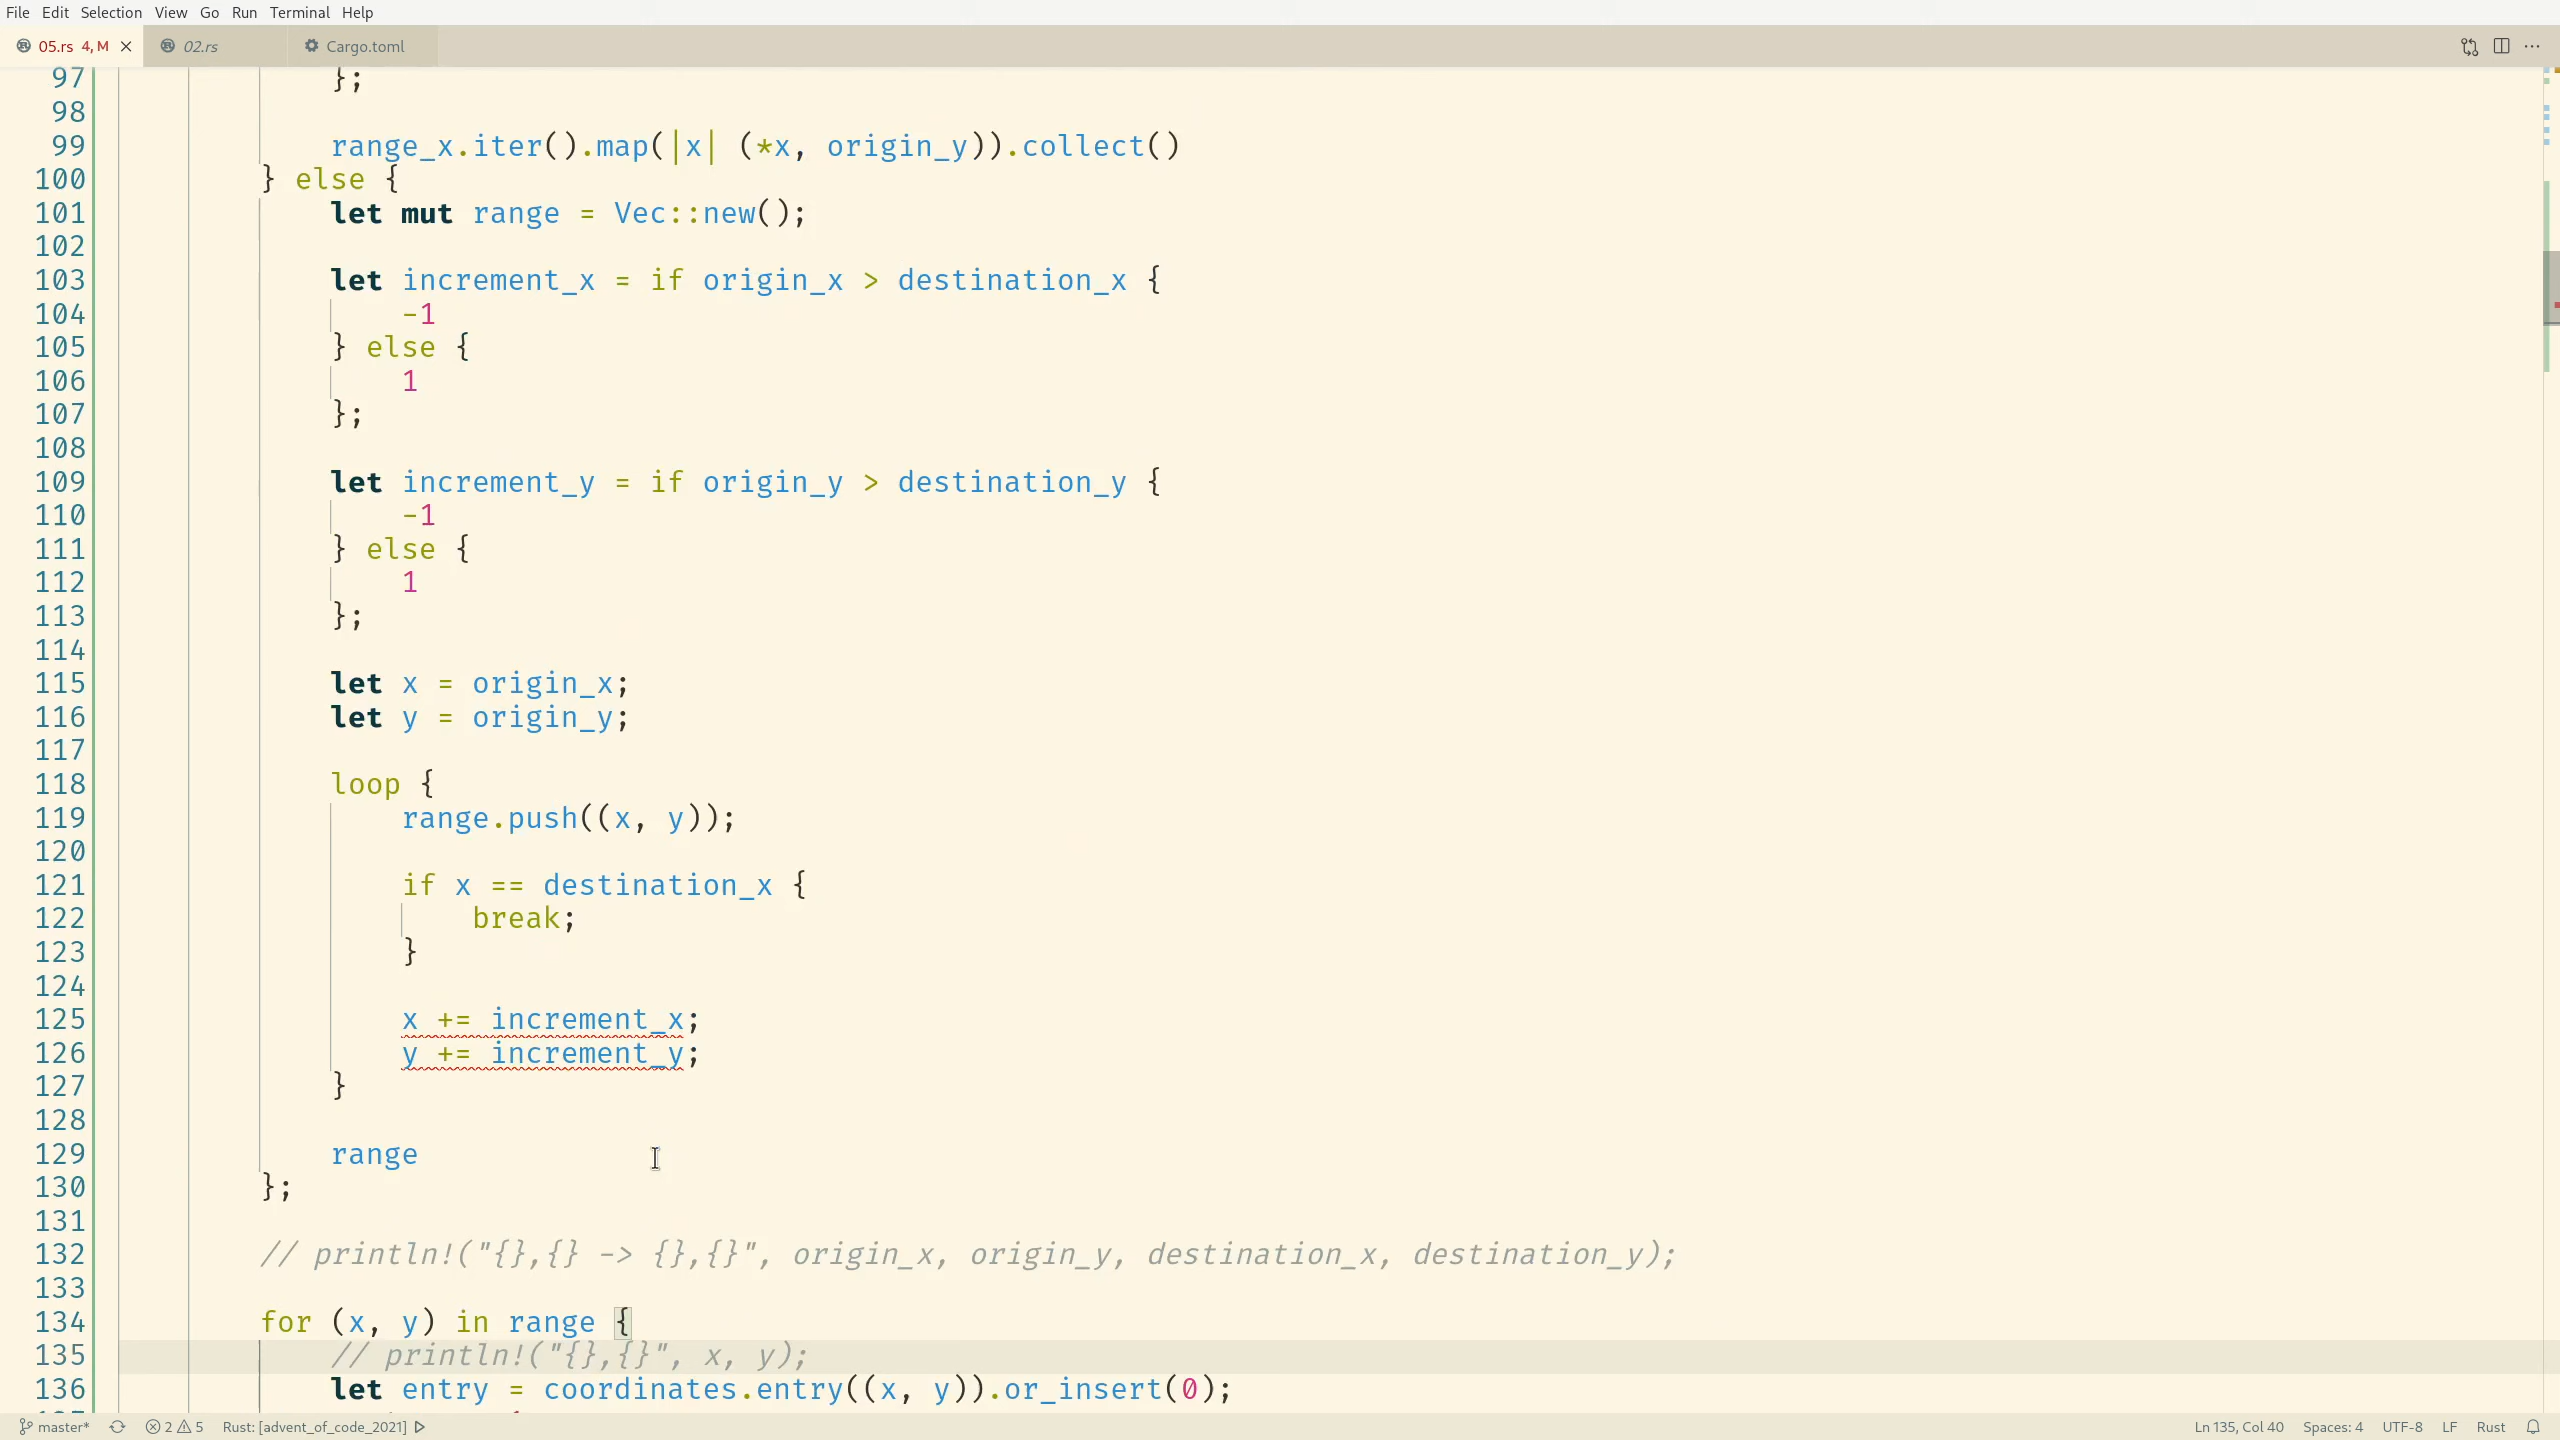 File Edit Selection View Go Run Terminal Help
05.rs 4, M 02.rs Cargo.toml
97 };
98
99 range_x.iter().map(|x| (*x, origin_y)).collect()
100 } else {
101 let mut range = Vec::new();
102
103 let increment_x = if origin_x > destination_x {
104 -1
105 } else {
106 1
107 };
108
109 let increment_y = if origin_y > destination_y {
110 -1
111 } else {
112 1
113 };
114
115 let x = origin_x;
116 let y = origin_y;
117
118 loop {
119 range.push((x, y));
120
121 if x == destination_x {
122 break;
123 }
124
125 x += increment_x;
126 y += increment_y;
127 }
128
129 range
130 };
131
132 // println!("{},{} -> {},{}", origin_x, origin_y, destination_x, destination_y);
133
134 for (x, y) in range {
135 // println!("{},{}", x, y);
136 let entry = coordinates.entry((x, y)).or_insert(0);
master* 2 5 Rust: [advent_of_code_2021] Ln 135, Col 40 Spaces: 4 UTF-8 LF Rust